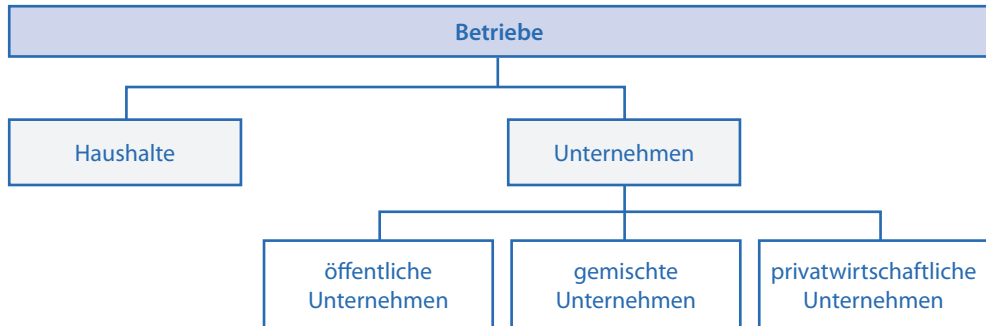 Betriebe
Haushalte
Unternehmen
öffentliche
Unternehmen
gemischte
Unternehmen
privatwirtschaftliche
Unternehmen